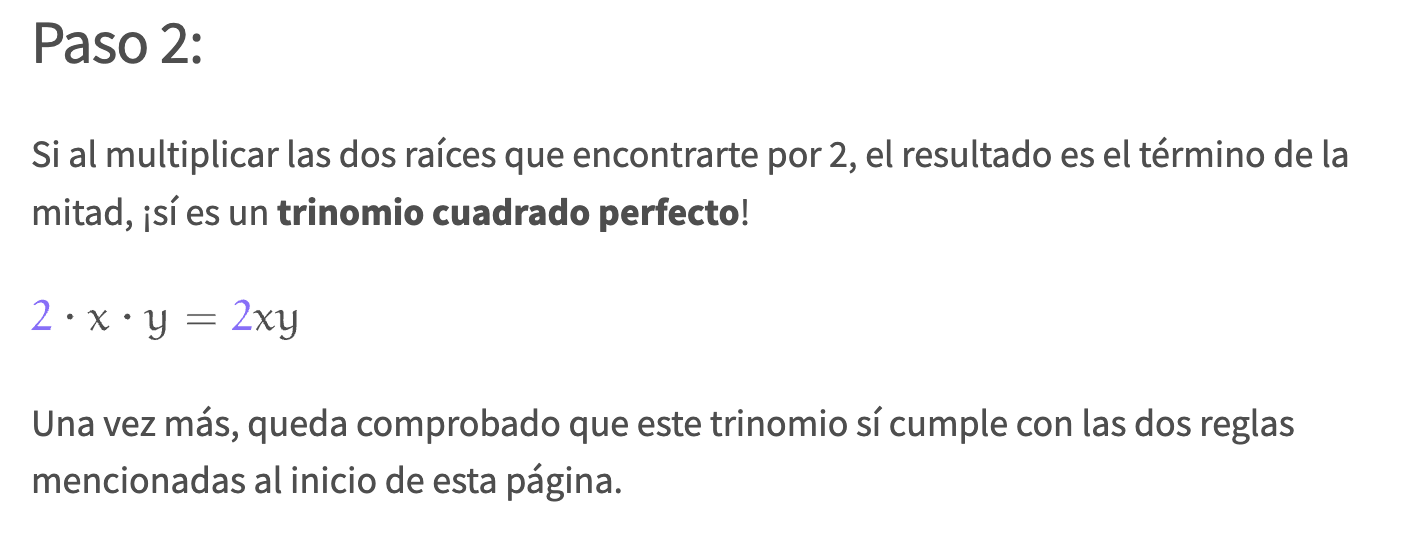 Paso 2:
Si al multiplicar las dos raíces que encontrarte por 2, el resultado es el término de la
mitad, ¡sí es un trinomio cuadrado perfecto!
2 · x · y = 2xy
Una vez más, queda comprobado que este trinomio sí cumple con las dos reglas
mencionadas al inicio de esta página.